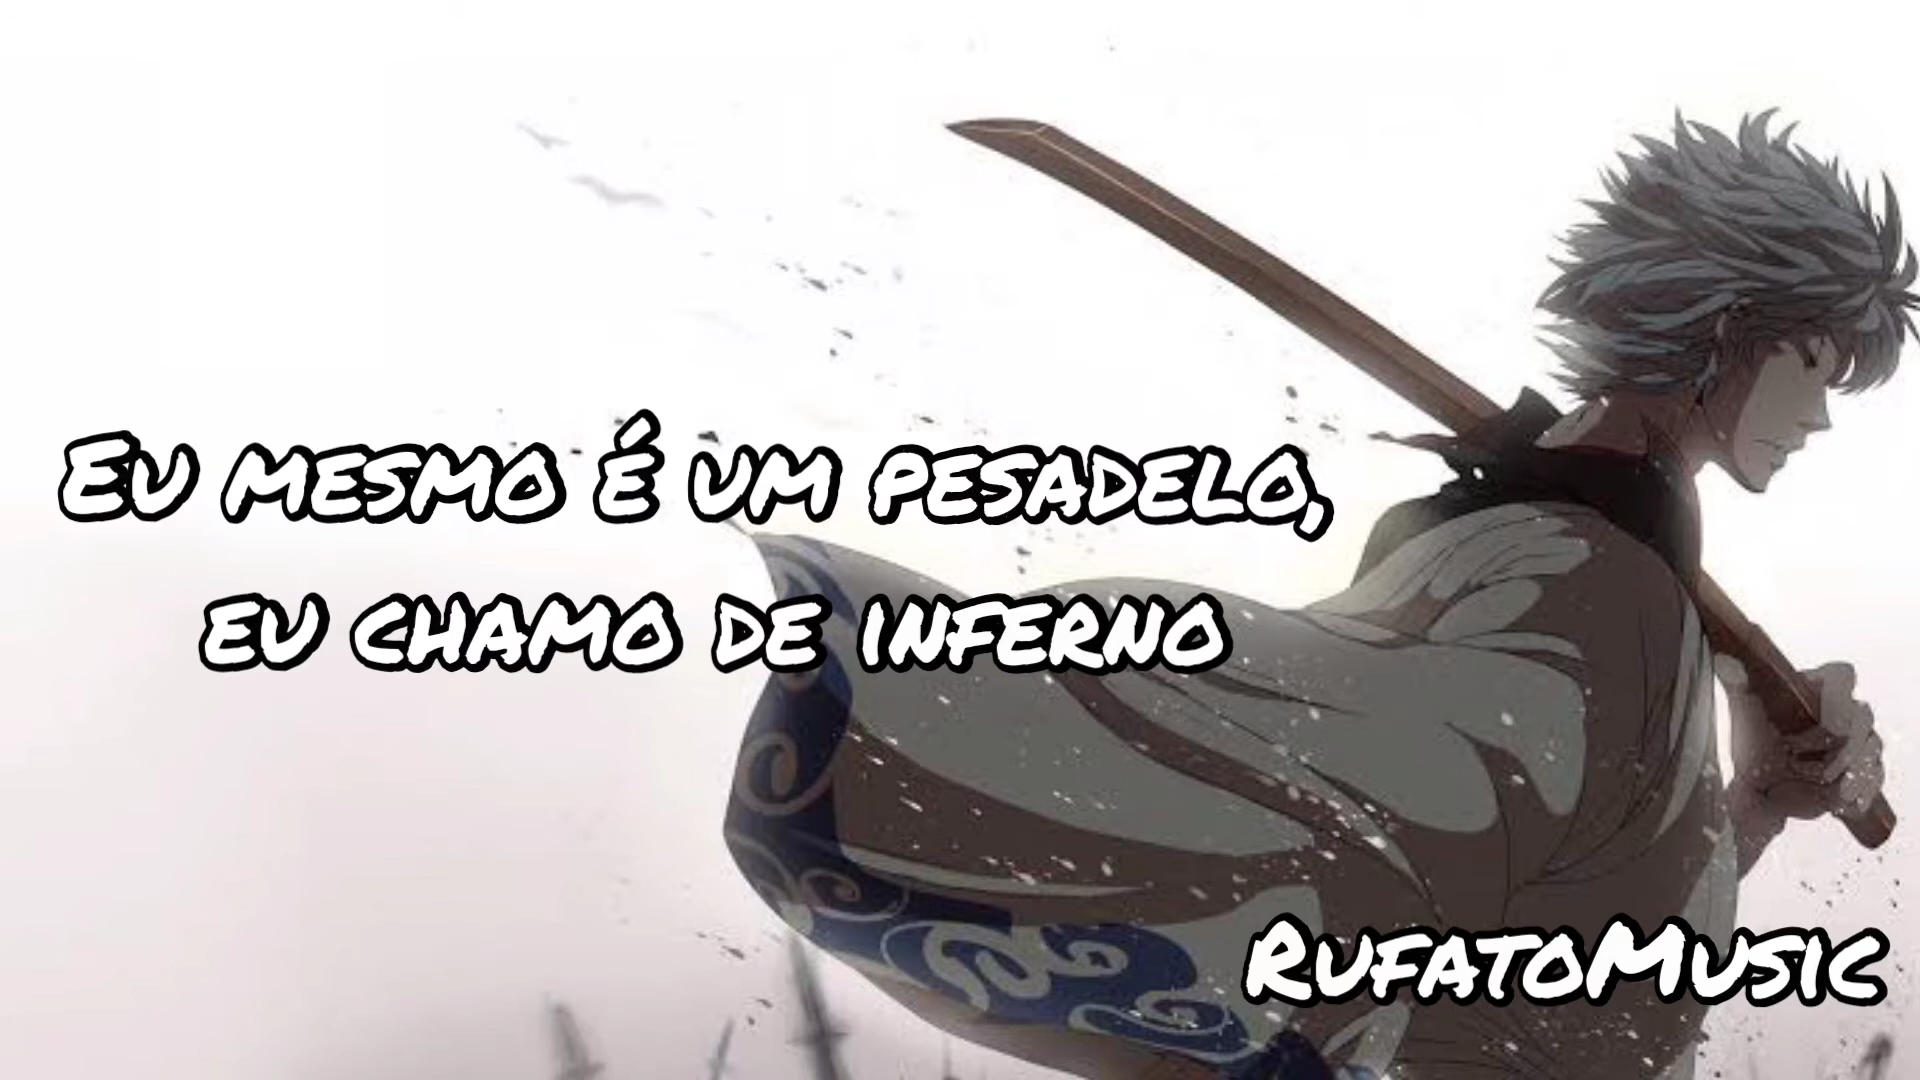 Eu mesmo é um pesadelo,
eu chamo de inferno
RufatoMusic